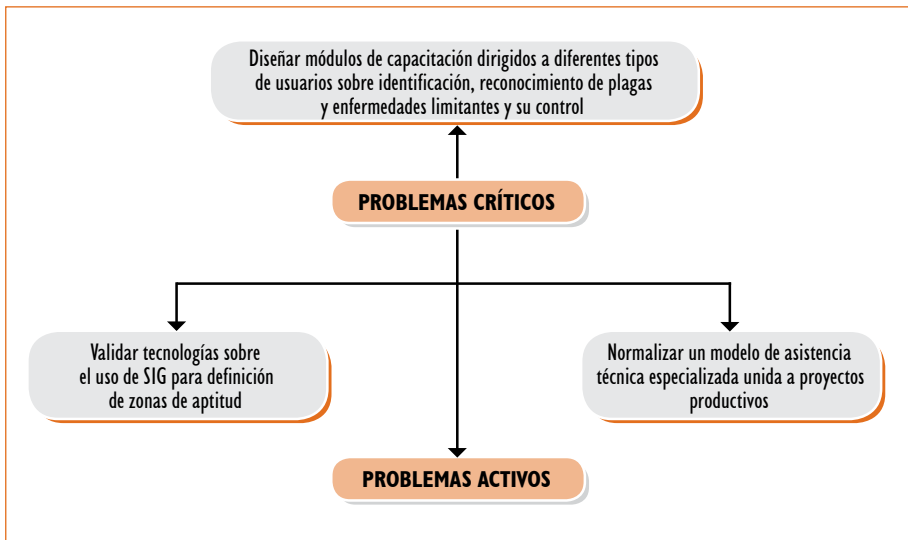 Diseñar módulos de capacitación dirigidos a diferentes tipos
de usuarios sobre identificación, reconocimiento de plagas
y enfermedades limitantes y su control
PROBLEMAS CRÍTICOS
Validar tecnologías sobre
el uso de SIG para definición
de zonas de aptitud
Normalizar un modelo de asistencia
técnica especializada unida a proyectos
productivos
PROBLEMAS ACTIVOS